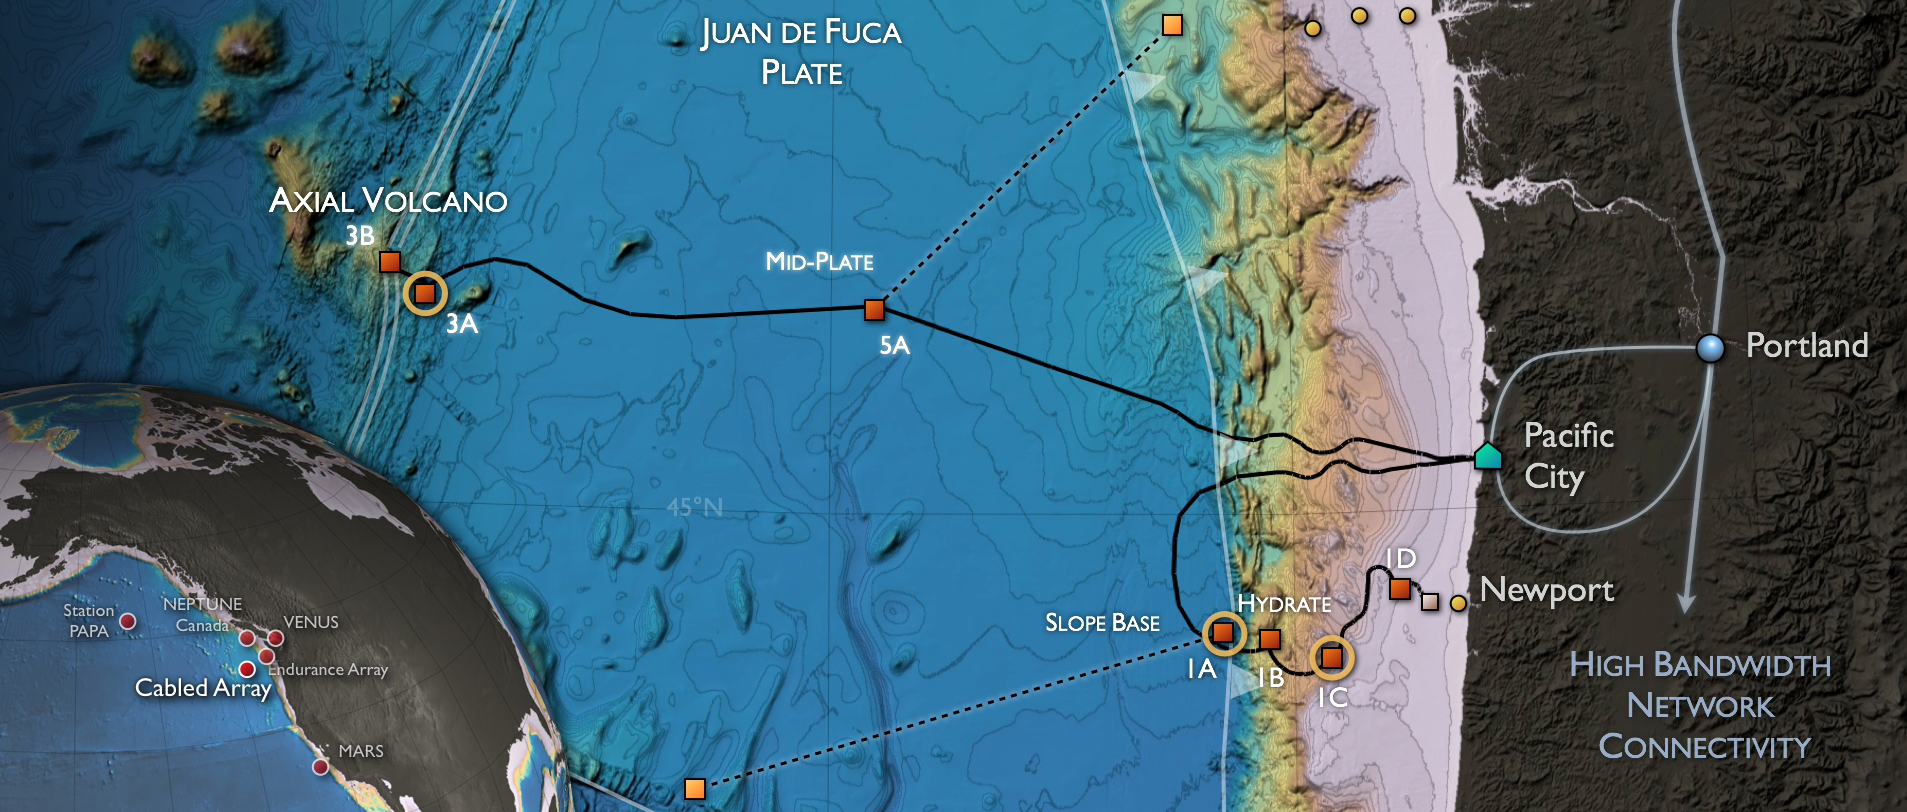 JUAN DE FUCA
PLATE
AXIAL VOLCANO
3B
3A
MID-PLATE
5A
Portland
Pacific
City
45°N
1D
Newport
HYDRATE
SLOPE BASE
1A
1B
1C
HIGH BANDWIDTH
NETWORK
CONNECTIVITY
Station
PAPA
NEPTUNE
Canada
VENUS
Endurance Array
Cabled Array
MARS